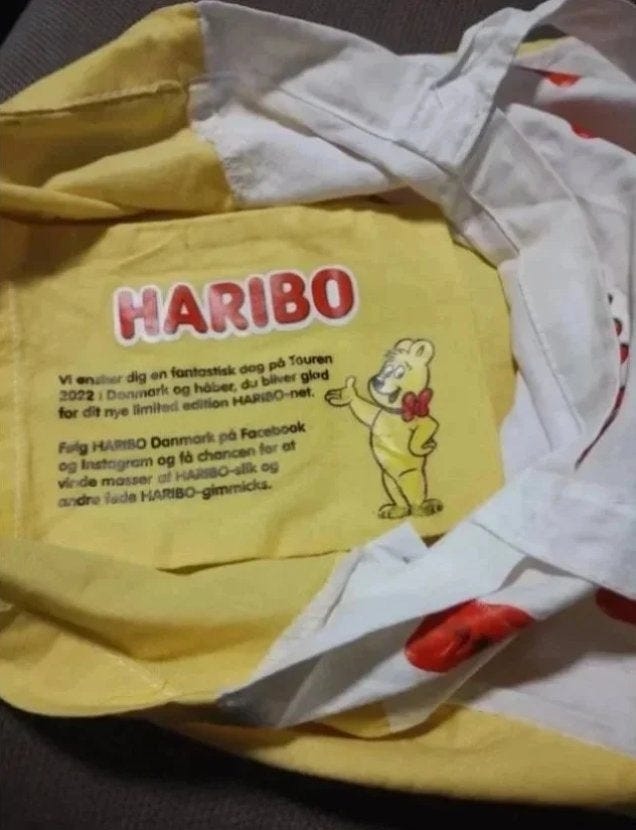 HARIBO
Vi ønsker dig en fantastisk dag på Touren
2022 i Danmark og håber, du bliver glad
for dit nye limited edition HARIBO-net.
Følg HARIBO Danmark på Facebook
og Instagram og få chancen for at
vinde masser af HARIBO-slik og
andre fede HARIBO-gimmicks.